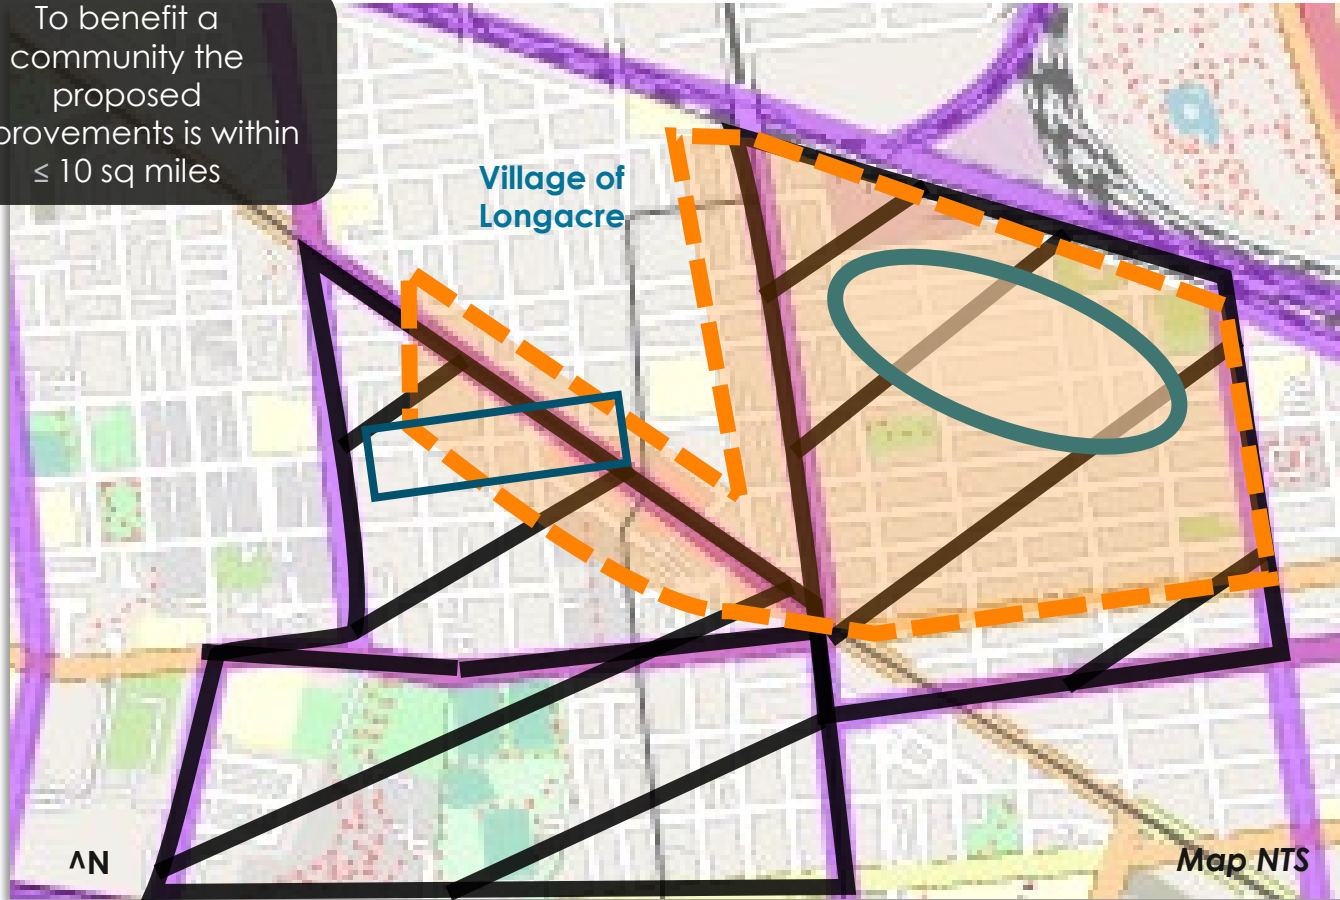 To benefit a
community the
proposed
provements is within
≤ 10 sq miles
Village of
Longacre
^N
Map NTS